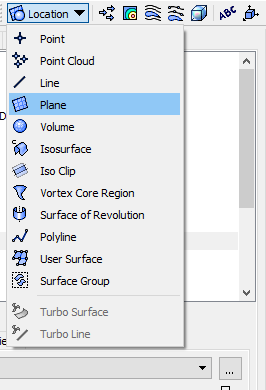 Location
ABC
Point
Point Cloud
Line
Plane
Volume
Isosurface
Iso Clip
Vortex Core Region
Surface of Revolution
Polyline
User Surface
Surface Group
Turbo Surface
Turbo Line
...